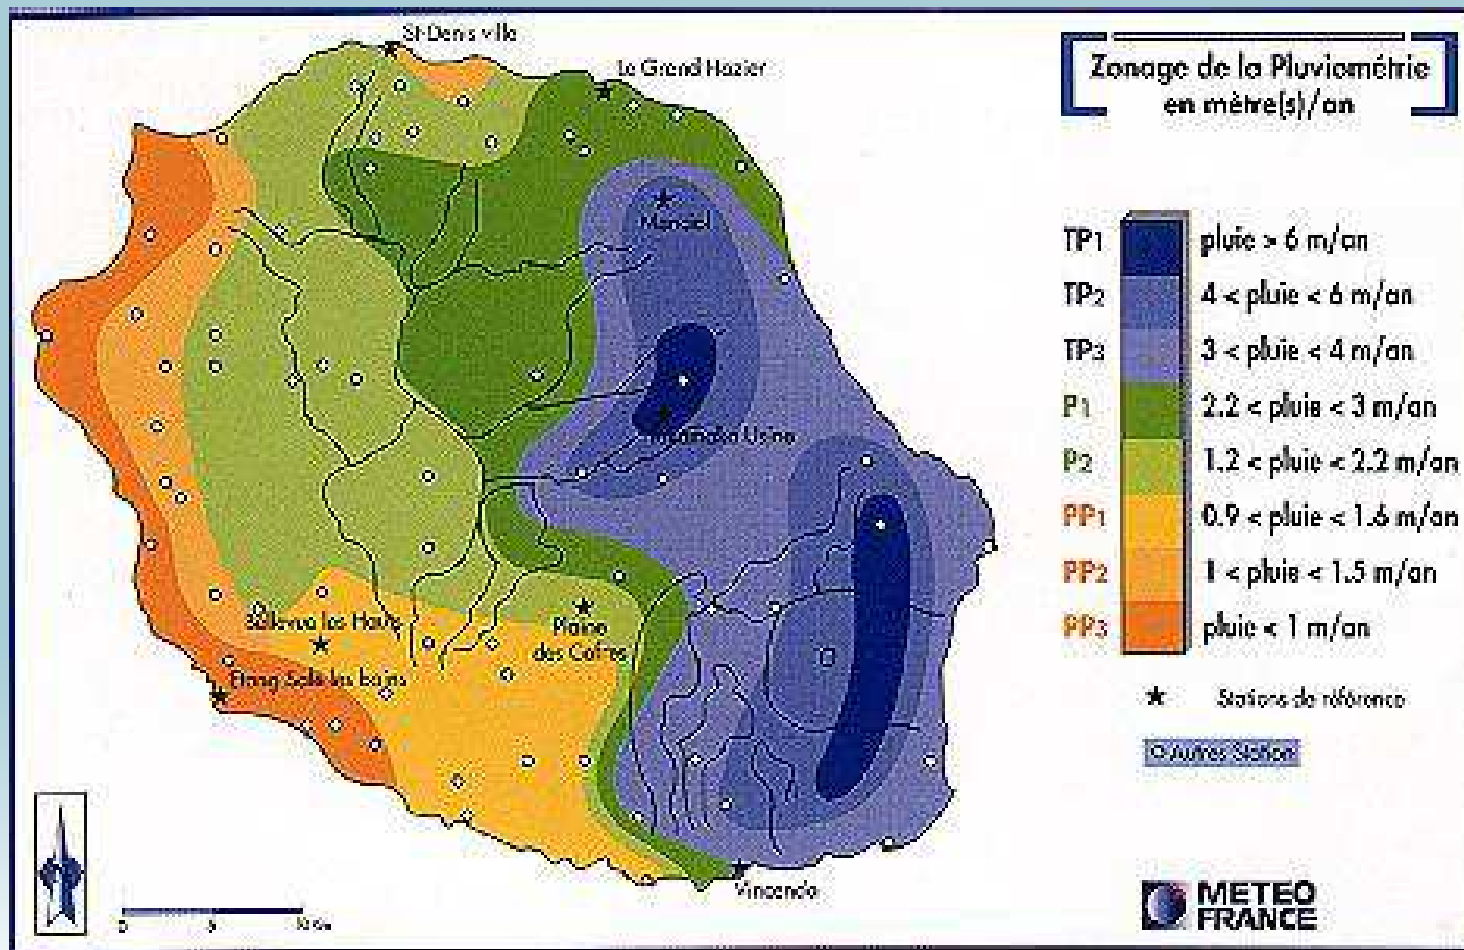 St-Denis ville
Le Grand Hazier
Zonage de la Pluviométrie
en mètre(s)/an
Menciol
TP1 pluie > 6 m/an
TP2 4 < pluie < 6 m/an
TP3 3 < pluie < 4 m/an
P1 2.2 < pluie < 3 m/an
P2 1.2 < pluie < 2.2 m/an
PP1 0.9 < pluie < 1.6 m/an
PP2 1 < pluie < 1.5 m/an
PP3 pluie < 1 m/an
Usine
Bellevue les Hauts
Plaine
des Cafres
Etang-Salé les bains
Stations de référence
Autres Station
Vincendo
0
10 Km
METEO
FRANCE